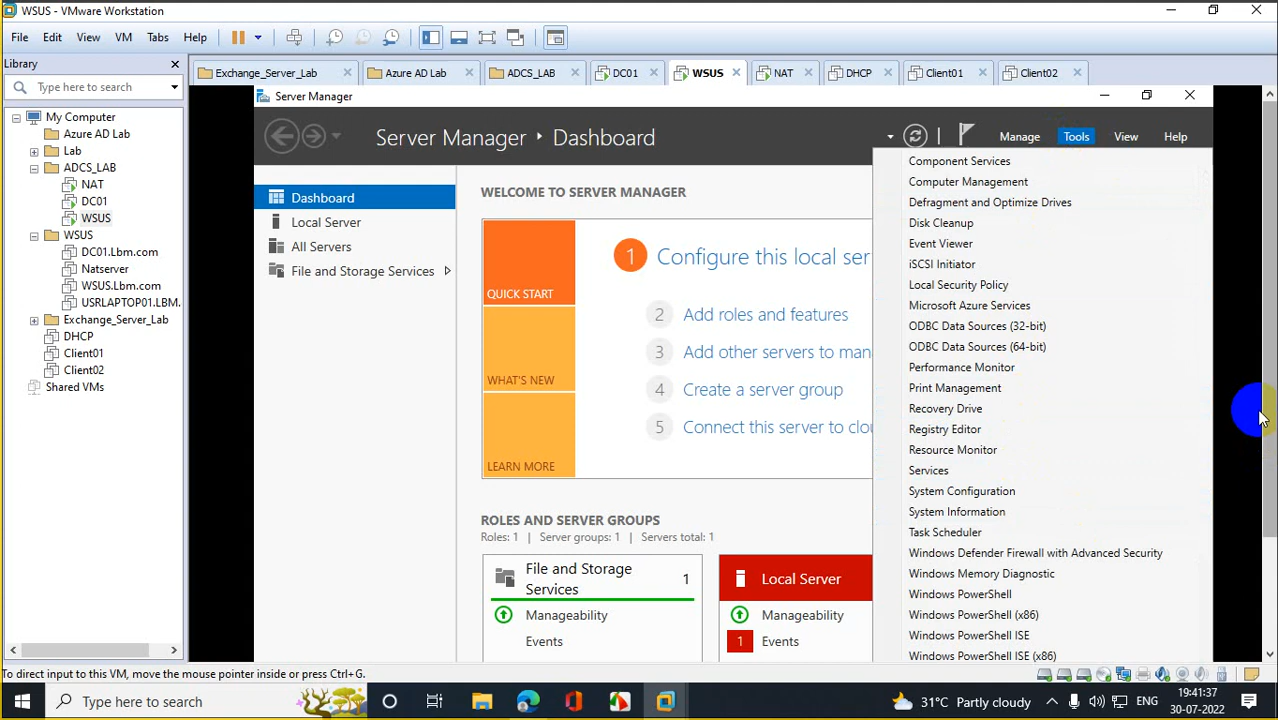 WSUS - VMware Workstation
File Edit View VM Tabs Help
Library
Type here to search
My Computer
Azure AD Lab
Lab
ADCS_LAB
NAT
DC01
WSUS
WSUS
DC01.Lbm.com
Natserver
WSUS.Lbm.com
USRLAPTOP01.LBM.
Exchange_Server_Lab
DHCP
Client01
Client02
Shared VMs
Exchange_Server_Lab Azure AD Lab ADCS_LAB DC01 WSUS NAT DHCP Client01 Client02
Server Manager
Server Manager Dashboard
Manage Tools View Help
Dashboard
Local Server
All Servers
File and Storage Services
WELCOME TO SERVER MANAGER
QUICK START
WHAT'S NEW
LEARN MORE
1 Configure this local ser
2 Add roles and features
3 Add other servers to man
4 Create a server group
5 Connect this server to clou
ROLES AND SERVER GROUPS
Roles: 1 | Server groups: 1 | Servers total: 1
File and Storage
Services 1
Manageability
Events
Local Server
Manageability
1 Events
Component Services
Computer Management
Defragment and Optimize Drives
Disk Cleanup
Event Viewer
iSCSI Initiator
Local Security Policy
Microsoft Azure Services
ODBC Data Sources (32-bit)
ODBC Data Sources (64-bit)
Performance Monitor
Print Management
Recovery Drive
Registry Editor
Resource Monitor
Services
System Configuration
System Information
Task Scheduler
Windows Defender Firewall with Advanced Security
Windows Memory Diagnostic
Windows PowerShell
Windows PowerShell (x86)
Windows PowerShell ISE
Windows PowerShell ISE (x86)
To direct input to this VM, move the mouse pointer inside or press Ctrl+G.
Type here to search
31°C Partly cloudy
ENG
19:41:37
30-07-2022